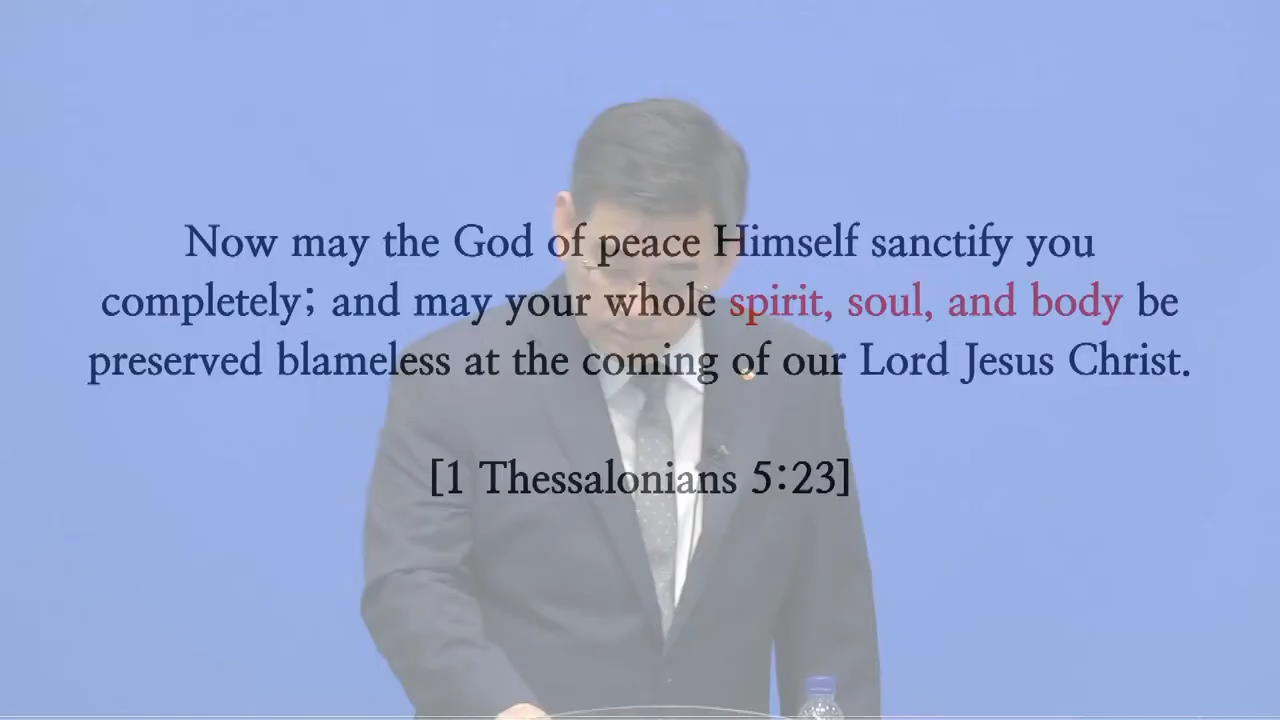 Now may the God of peace Himself sanctify you
completely; and may your whole spirit, soul, and body be
preserved blameless at the coming of our Lord Jesus Christ.
[1 Thessalonians 5:23]